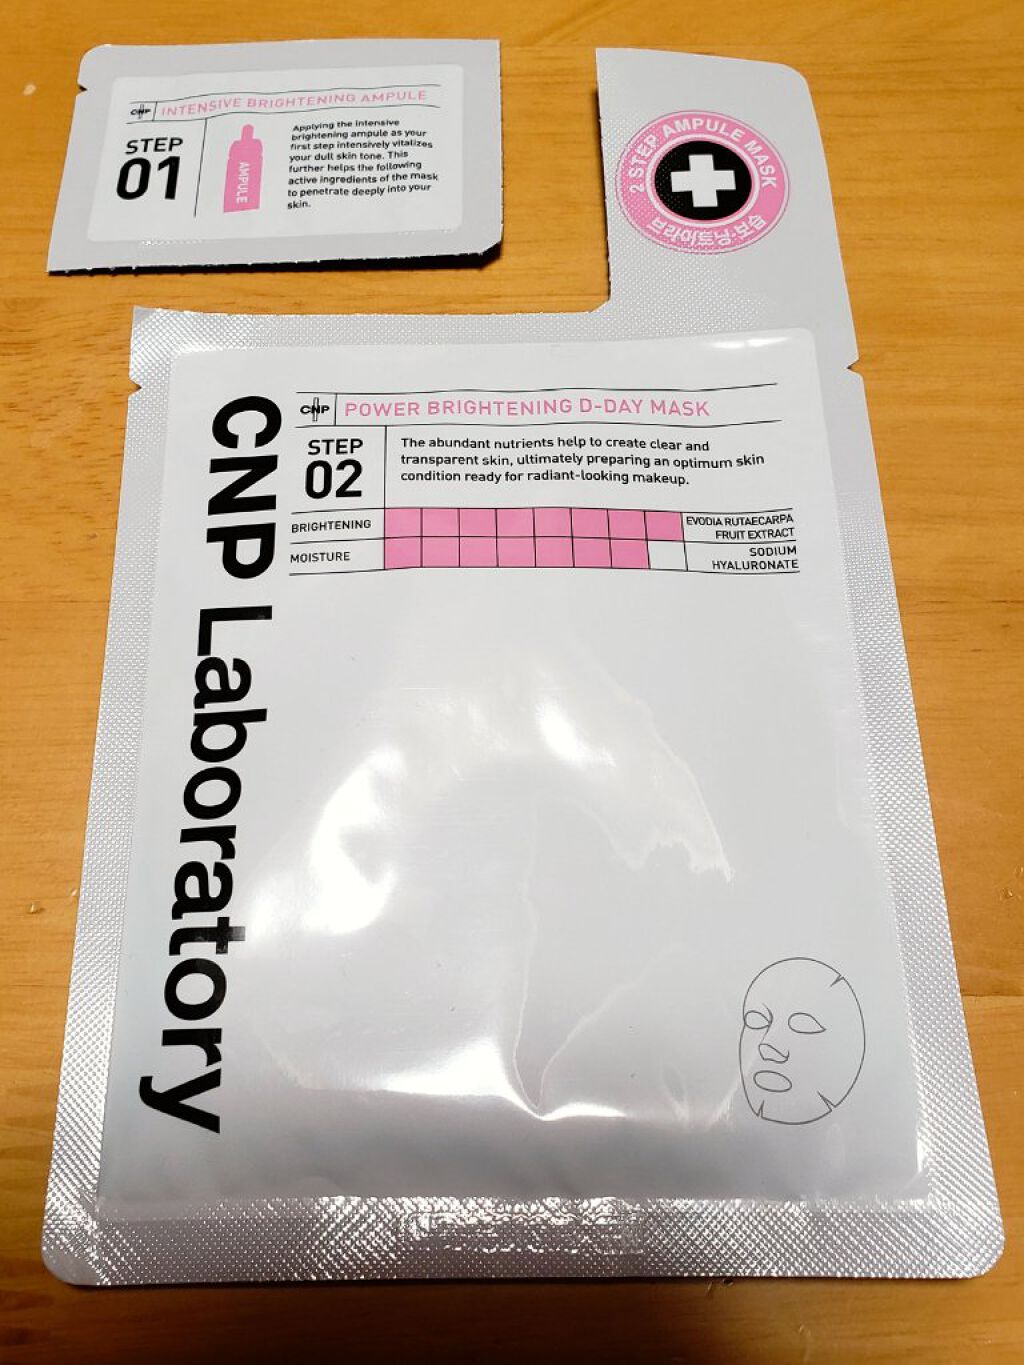 CNP
INTENSIVE BRIGHTENING AMPULE
STEP
01
AMPULE
Applying the intensive
brightening ampule as your
first step intensively vitalizes
your dull skin tone. This
further helps the following
active ingredients of the mask
to penetrate deeply into your
skin.
2 STEP AMPULE MASK
CNP
POWER BRIGHTENING D-DAY MASK
STEP
02
The abundant nutrients help to create clear and
transparent skin, ultimately preparing an optimum skin
condition ready for radiant-looking makeup.
BRIGHTENING
EVODIA RUTAECARPA
FRUIT EXTRACT
MOISTURE
SODIUM
HYALURONATE
CNP Laboratory